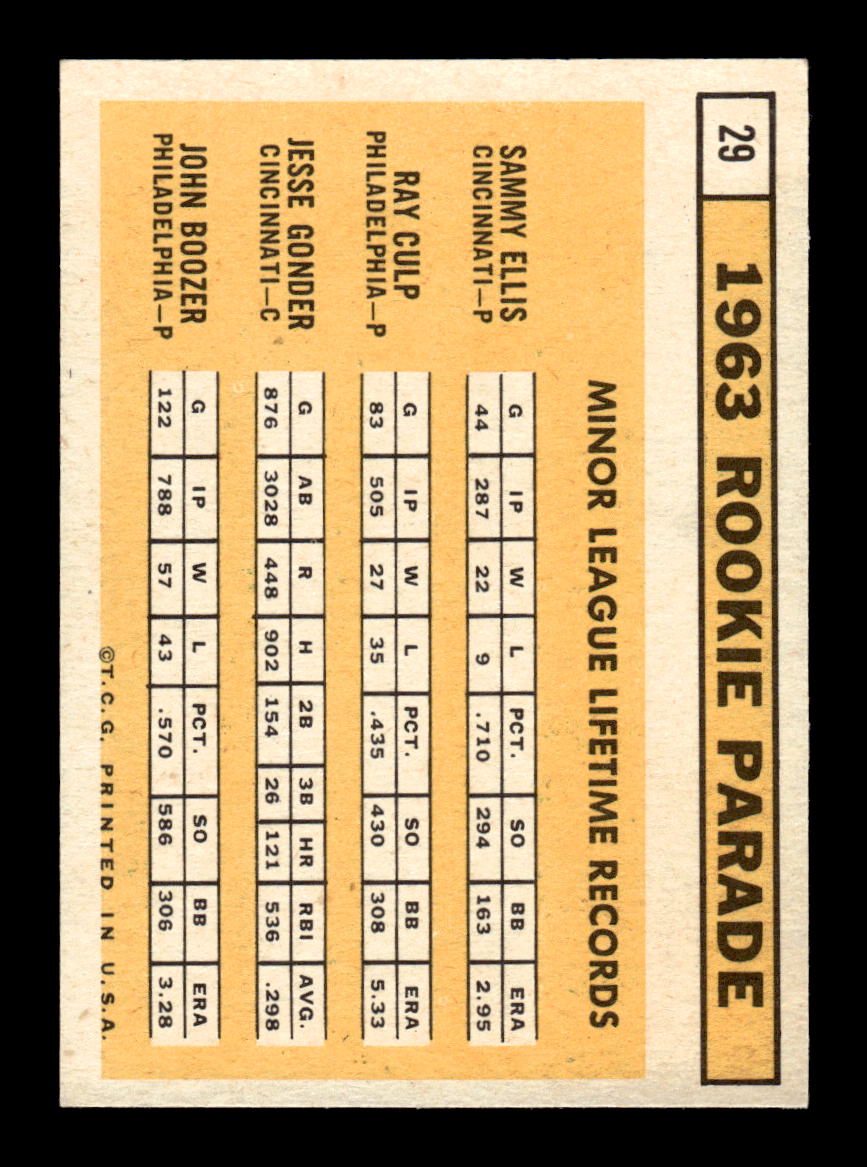 29 1963 ROOKIE PARADE
MINOR LEAGUE LIFETIME RECORDS
SAMMY ELLIS
CINCINNATI—P
G IP W L PCT. SO BB ERA
44 287 22 9 .710 294 163 2.95
RAY CULP
PHILADELPHIA—P
G IP W L PCT. SO BB ERA
83 505 27 35 .435 430 308 5.33
JESSE GONDER
CINCINNATI—C
G AB R H 2B 3B HR RBI AVG.
876 3028 448 902 154 26 121 536 .298
JOHN BOOZER
PHILADELPHIA—P
G IP W L PCT. SO BB ERA
122 788 57 43 .570 586 306 3.28
©T.C.G. PRINTED IN U.S.A.